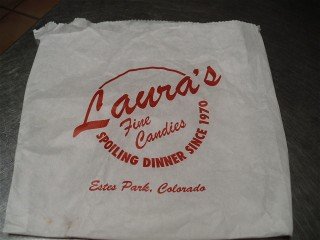 Laura's
Fine
Candies
SPOILING DINNER SINCE 1970
Estes Park, Colorado